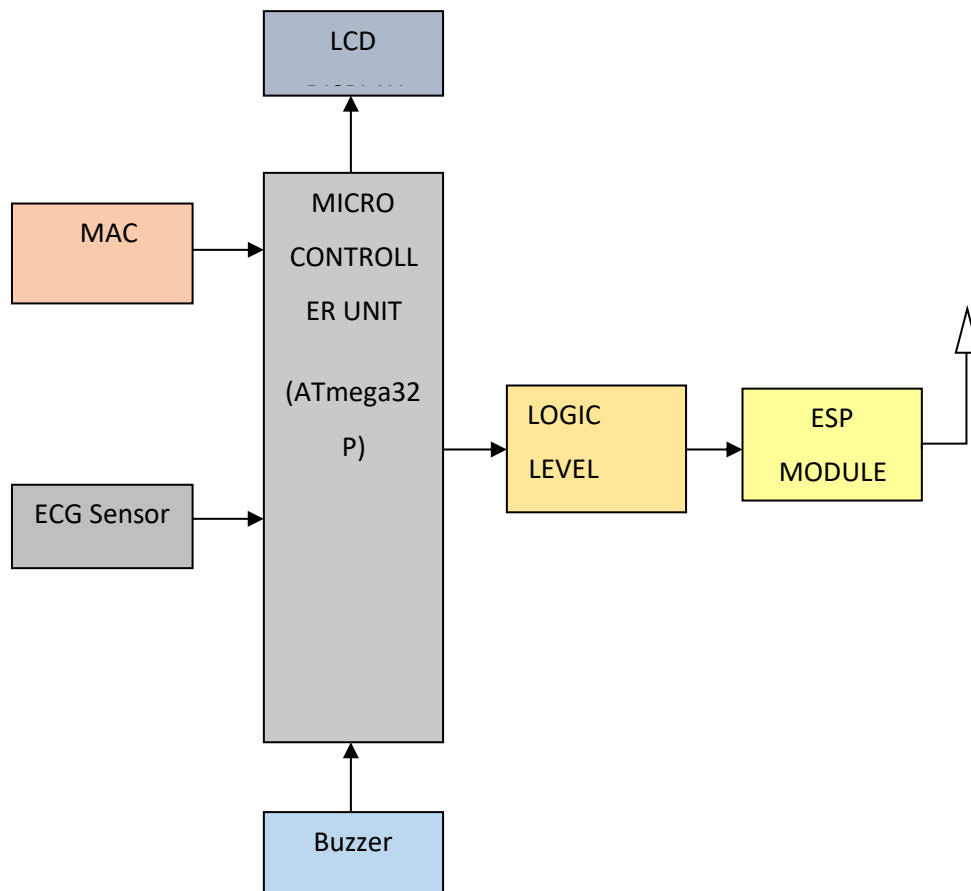 LCD
MAC
MICRO
CONTROLL
ER UNIT
(ATmega32
P)
ECG Sensor
LOGIC
LEVEL
ESP
MODULE
Buzzer